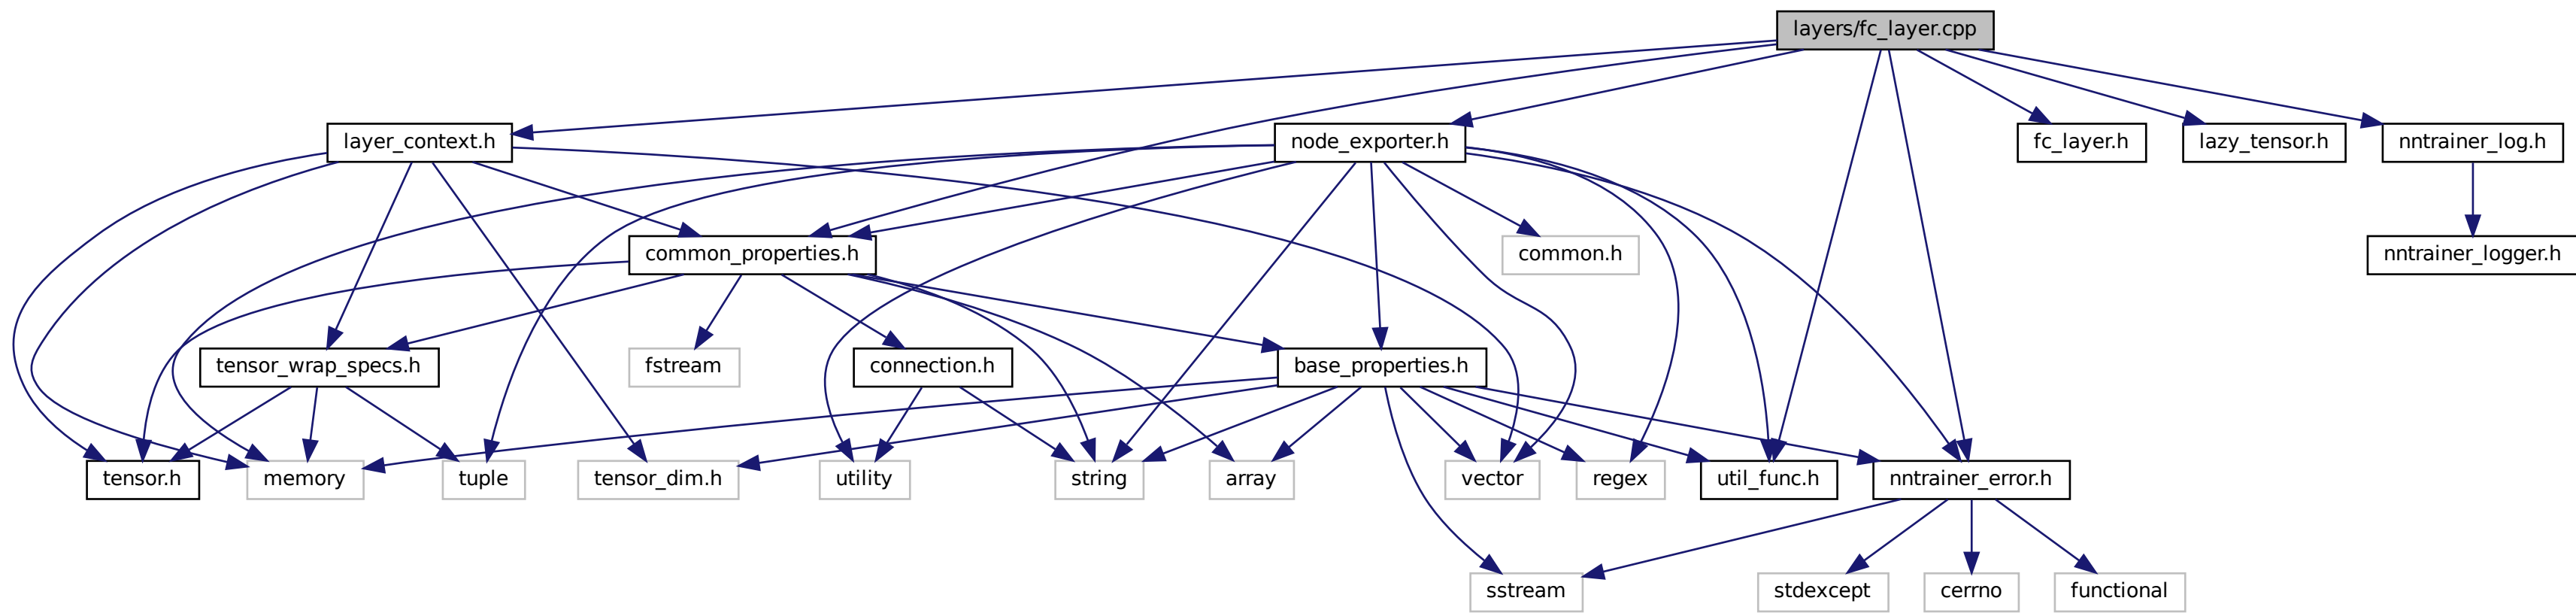 layers/fc_layer.cpp
layer_context.h
node_exporter.h
fc_layer.h
lazy_tensor.h
nntrainer_log.h
common_properties.h
common.h
nntrainer_logger.h
tensor_wrap_specs.h
fstream
connection.h
base_properties.h
tensor.h
memory
tuple
tensor_dim.h
utility
string
array
vector
regex
util_func.h
nntrainer_error.h
sstream
stdexcept
cerrno
functional